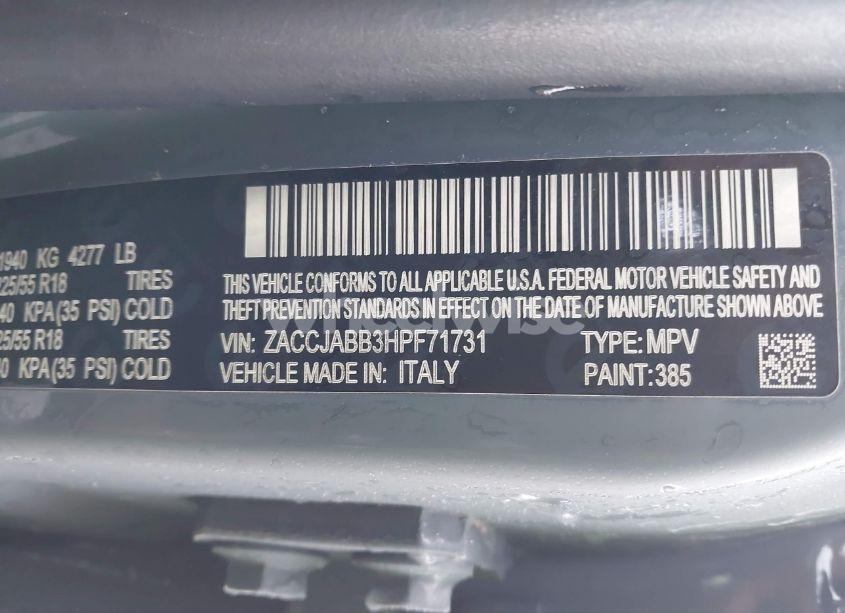 1940 KG 4277 LB
225/55 R18 TIRES
240 KPA(35 PSI) COLD
225/55 R18 TIRES
240 KPA(35 PSI) COLD
THIS VEHICLE CONFORMS TO ALL APPLICABLE U.S.A. FEDERAL MOTOR VEHICLE SAFETY AND
THEFT PREVENTION STANDARDS IN EFFECT ON THE DATE OF MANUFACTURE SHOWN ABOVE
VIN: ZACCJABB3HPF71731 TYPE: MPV
VEHICLE MADE IN: ITALY PAINT: 385